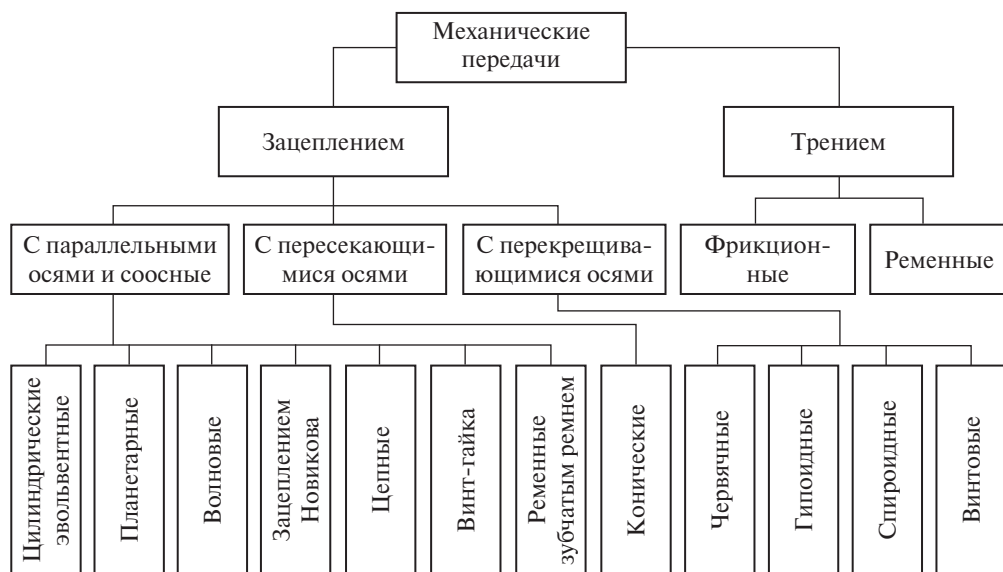 Механические
передачи
Зацеплением
Трением
С параллельными
осями и соосные
С пересекающи-
мися осями
С перекрещива-
ющимися осями
Фрикцион-
ные
Ременные
Цилиндрические
эвольвентные
Планетарные
Волновые
Зацеплением
Новикова
Цепные
Винт-гайка
Ременные
зубчатым ремнем
Конические
Червячные
Гипоидные
Спироидные
Винтовые